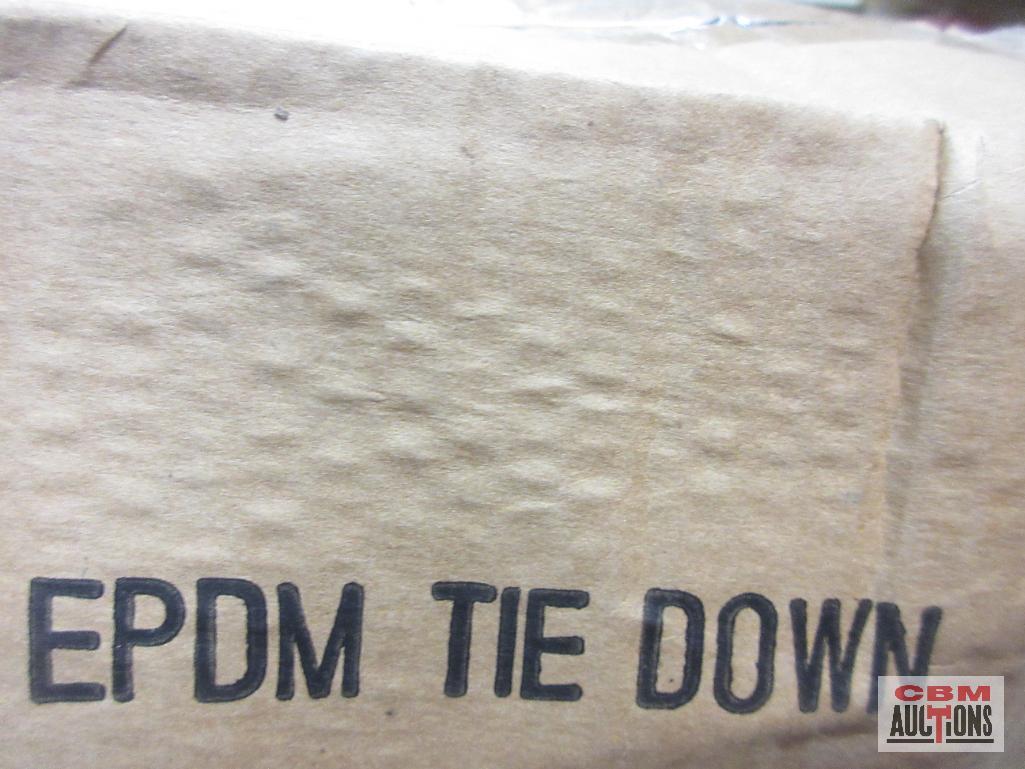 EPDM TIE DOWN
CBM
AUCTIONS